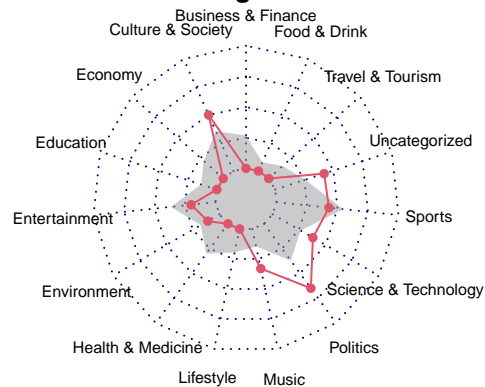 Business & Finance
Culture & Society
Food & Drink
Economy
Travel & Tourism
Education
Uncategorized
Entertainment
Sports
Environment
Science & Technology
Health & Medicine
Politics
Lifestyle
Music